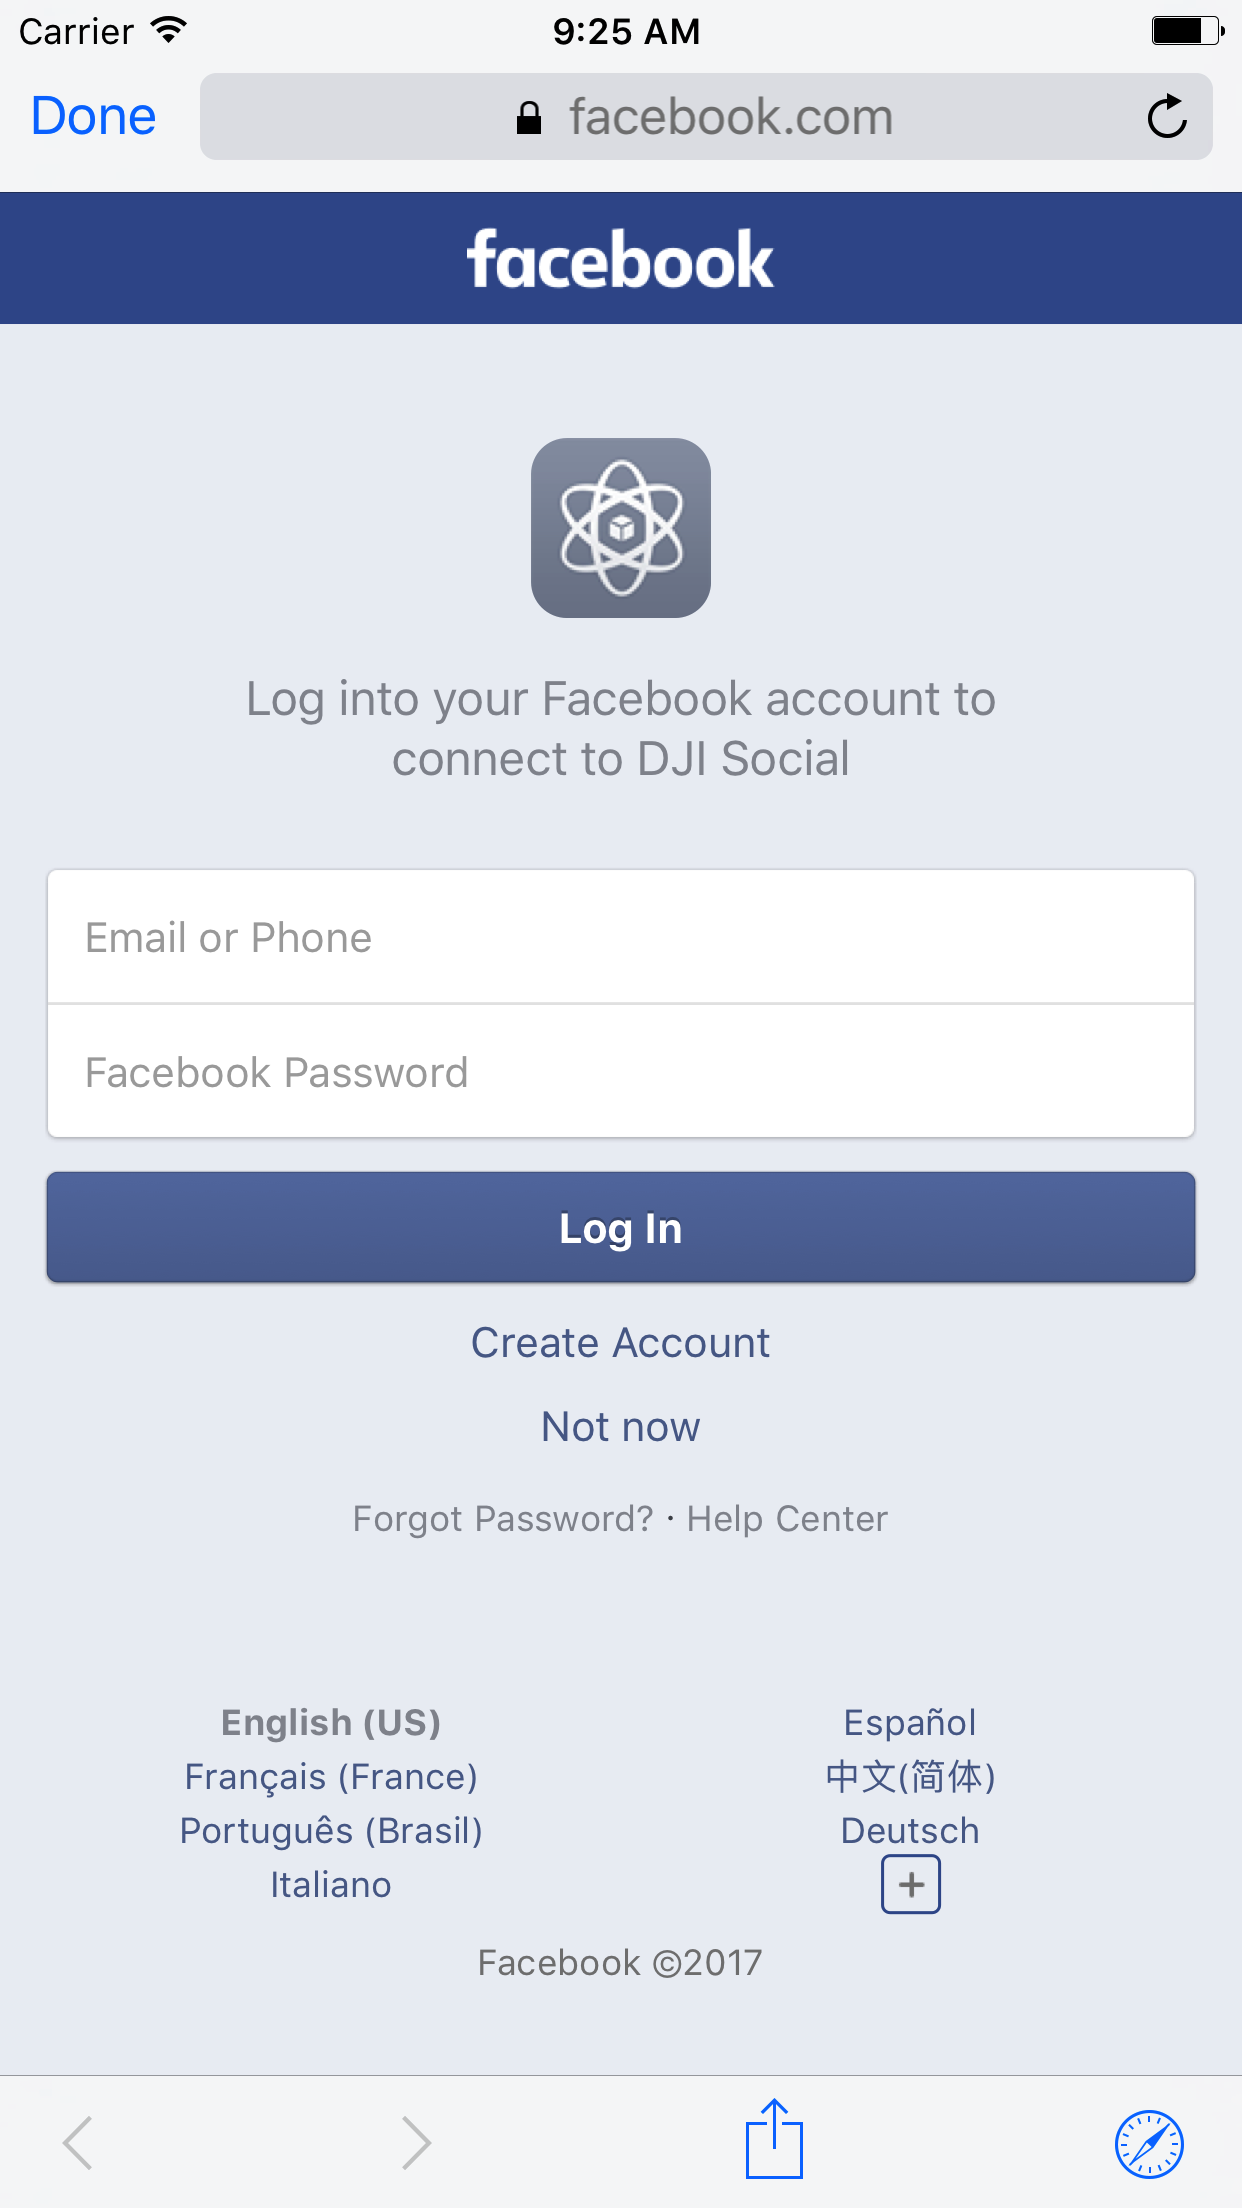 Carrier 9:25 AM
Done facebook.com
facebook
Log into your Facebook account to
connect to DJI Social
Email or Phone
Facebook Password
Log In
Create Account
Not now
Forgot Password? · Help Center
English (US) Español
Français (France) 中文(简体)
Português (Brasil) Deutsch
Italiano +
Facebook ©2017